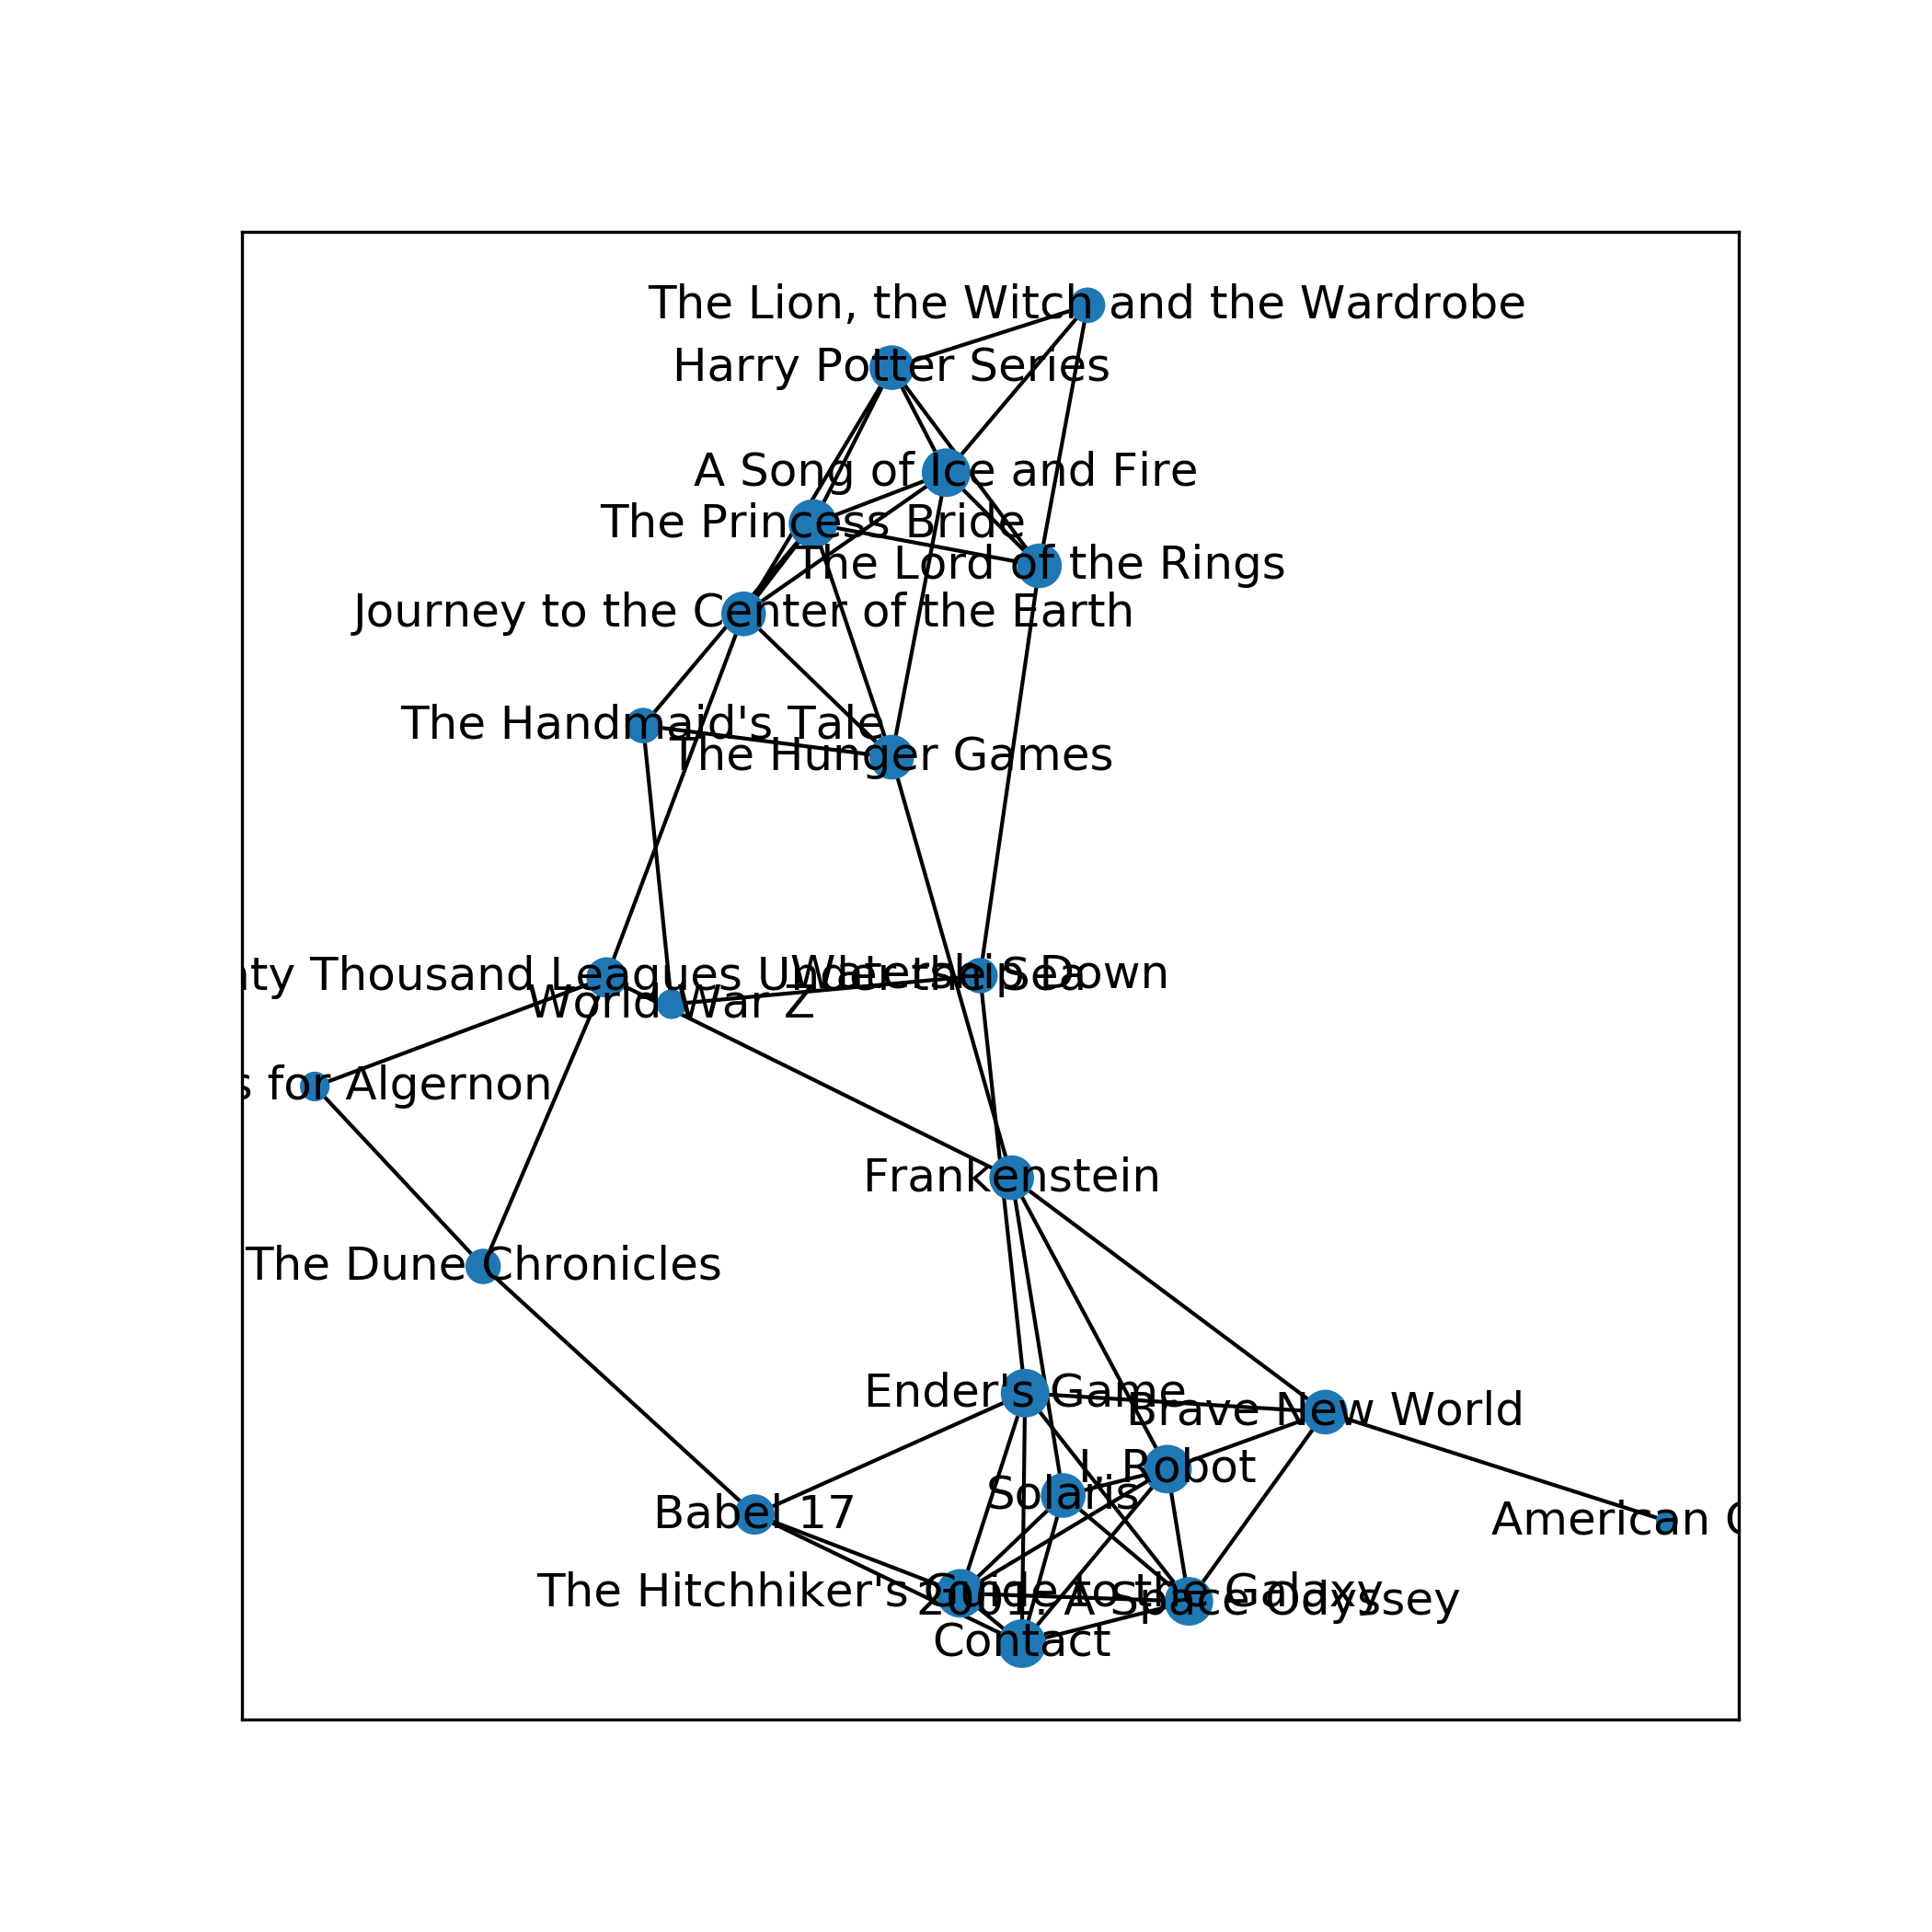 The Lion, the Witch and the Wardrobe
Harry Potter Series
A Song of Ice and Fire
The Princess Bride
The Lord of the Rings
Journey to the Center of the Earth
The Handmaid's Tale
The Hunger Games
Watership Down
Thousand Leagues Under the Sea
World War Z
for Algernon
Frankenstein
The Dune Chronicles
Ender's Game
Brave New World
I, Robot
Solaris
Babel 17
American
The Hitchhiker's Guide to the Galaxy
2001: A Space Odyssey
Contact